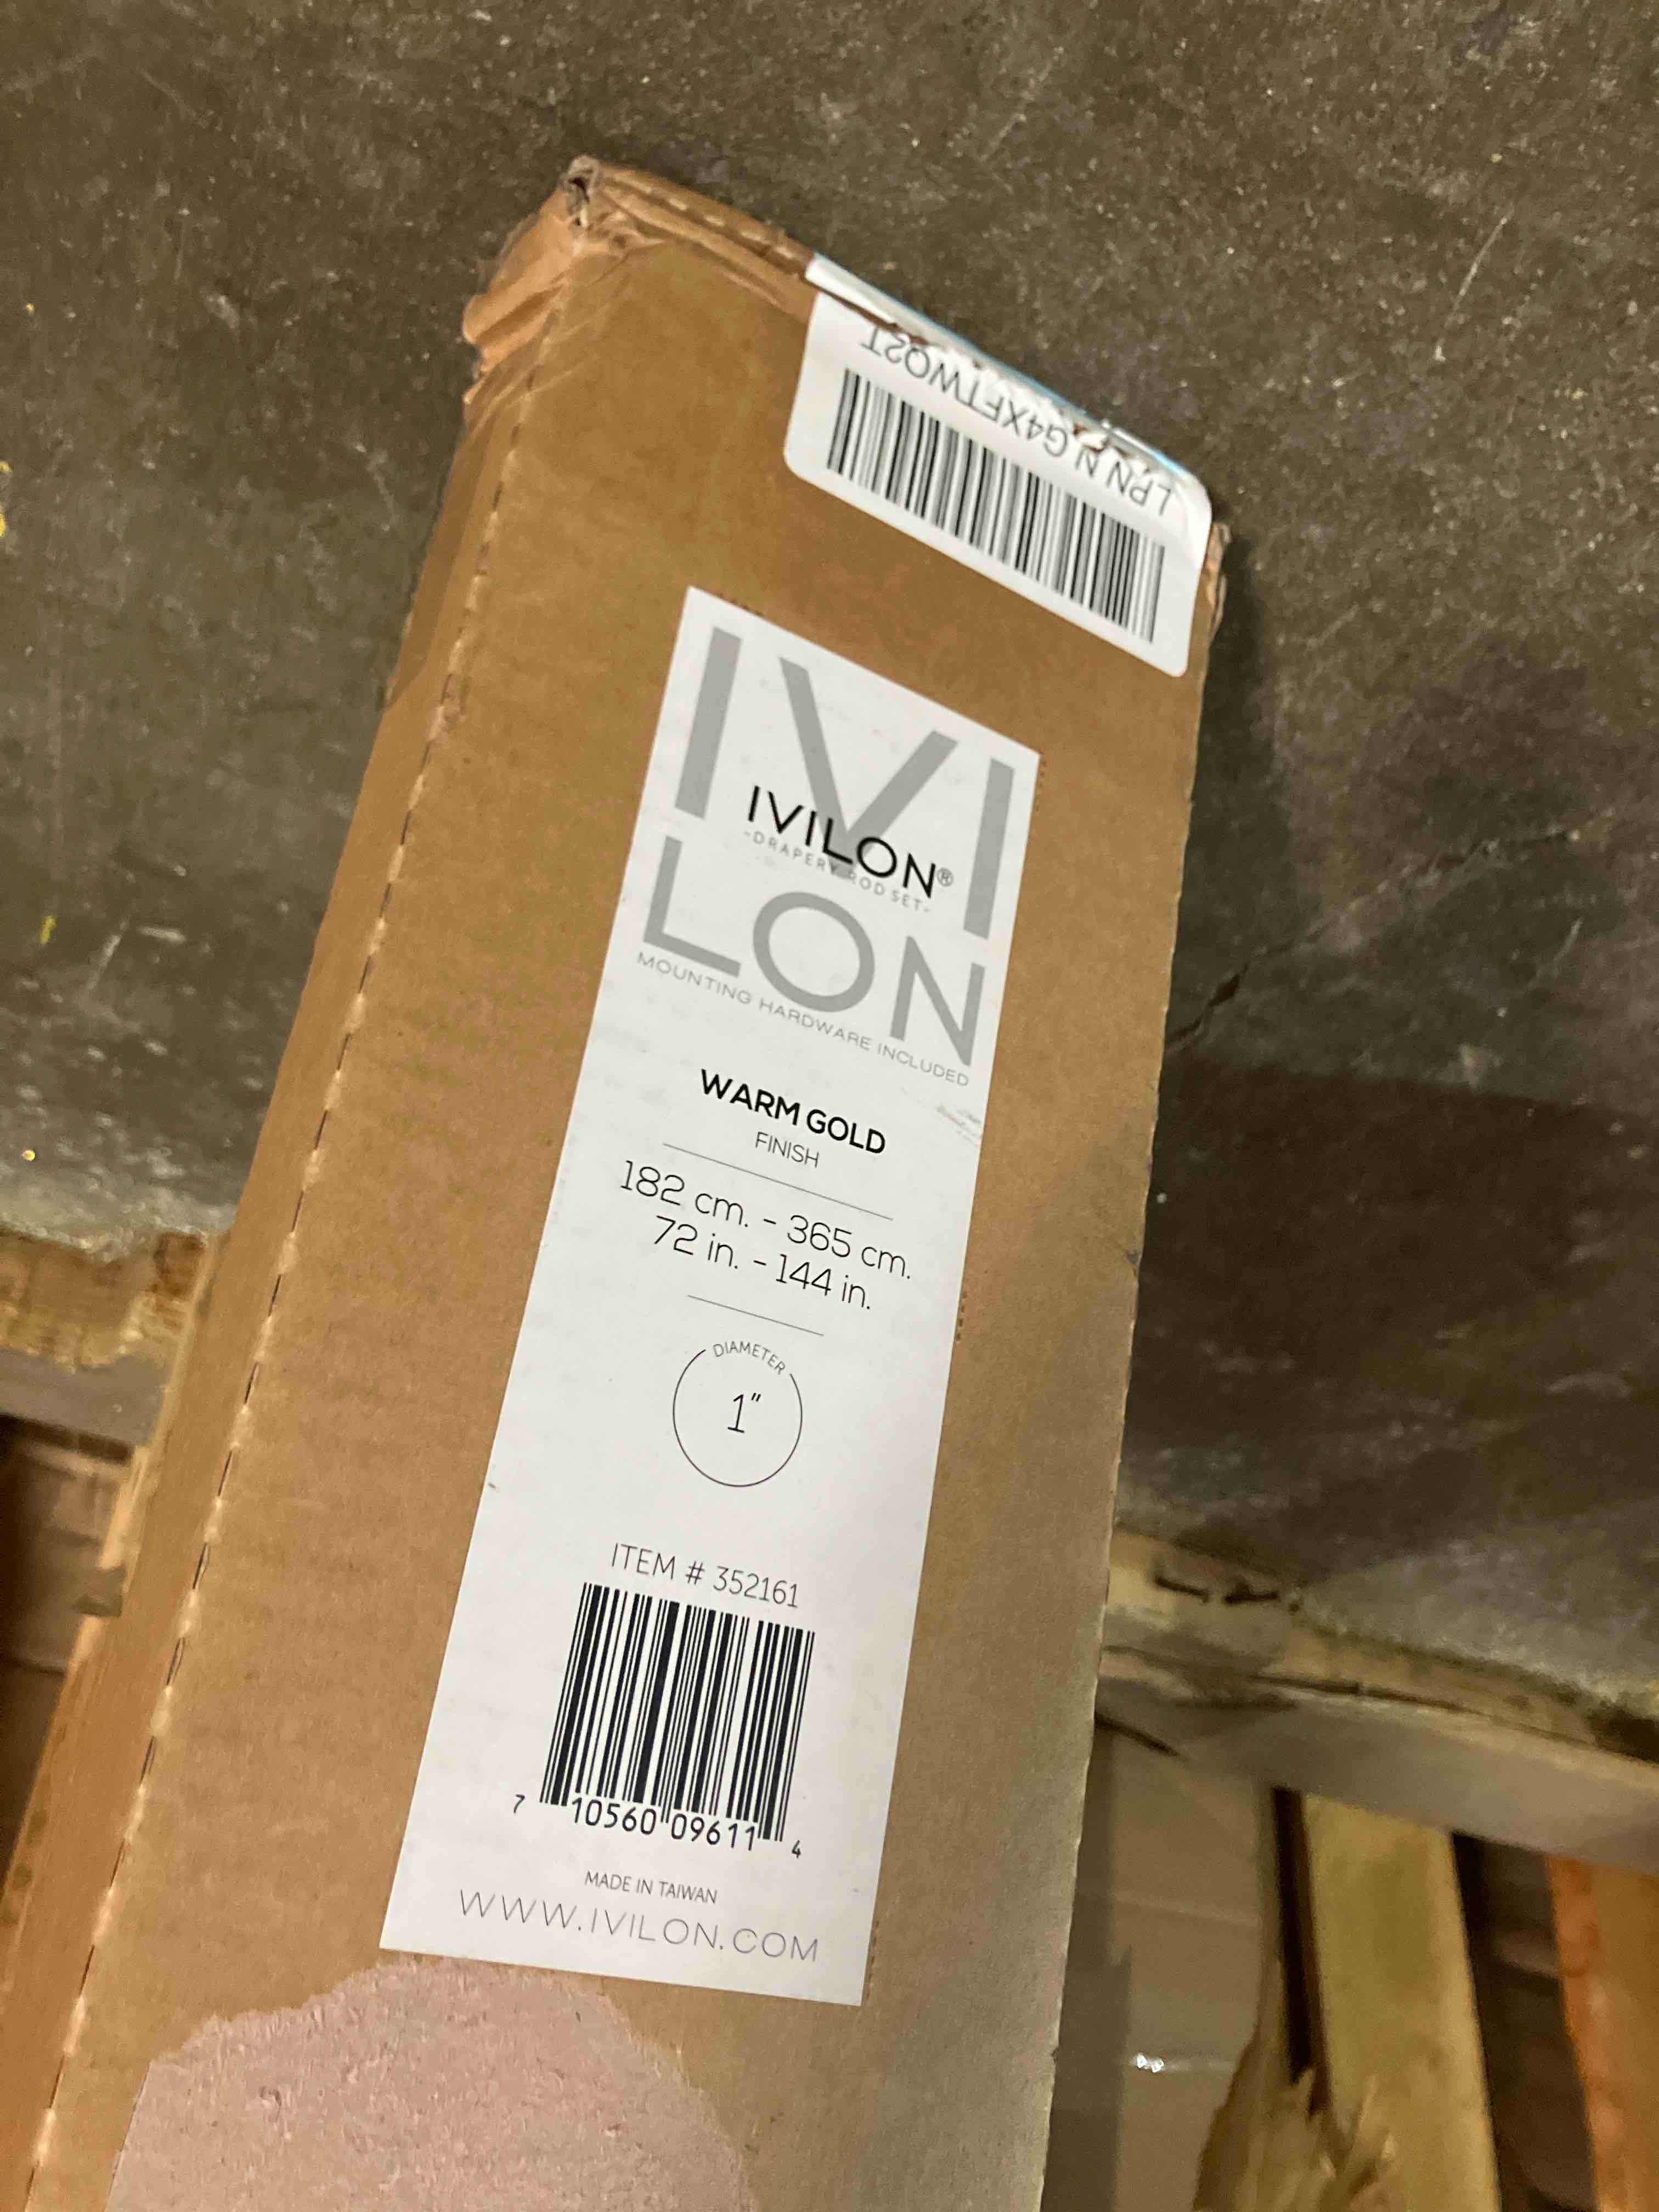 LPN N G4XFTWQ2T
IVI
LON
IVILON®
-DRAPERY ROD SET-
MOUNTING HARDWARE INCLUDED
WARM GOLD
FINISH
182 cm. - 365 cm.
72 in. - 144 in.
DIAMETER
1"
ITEM # 352161
7 10560 09611 4
MADE IN TAIWAN
WWW.IVILON.COM